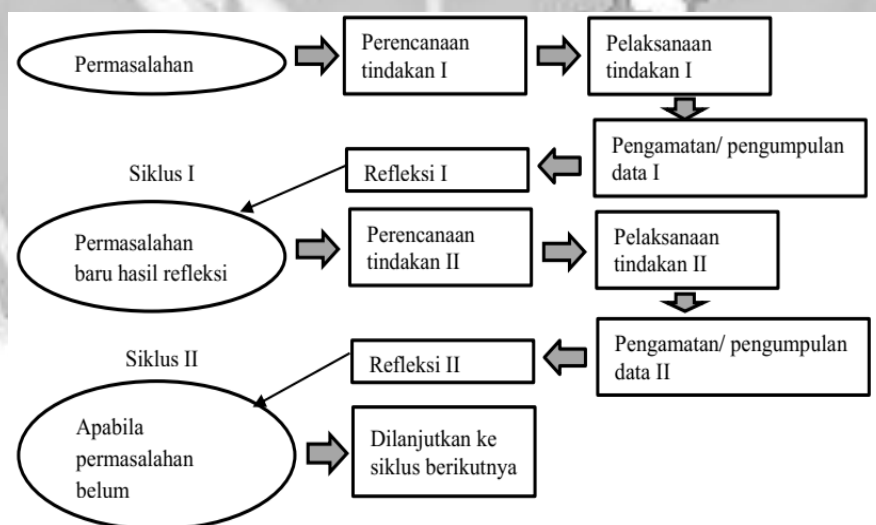 Permasalahan
Perencanaan
tindakan I
Pelaksanaan
tindakan I
Pengamatan/ pengumpulan
data I
Refleksi I
Siklus I
Permasalahan
baru hasil refleksi
Perencanaan
tindakan II
Pelaksanaan
tindakan II
Pengamatan/ pengumpulan
data II
Refleksi II
Siklus II
Apabila
permasalahan
belum
Dilanjutkan ke
siklus berikutnya